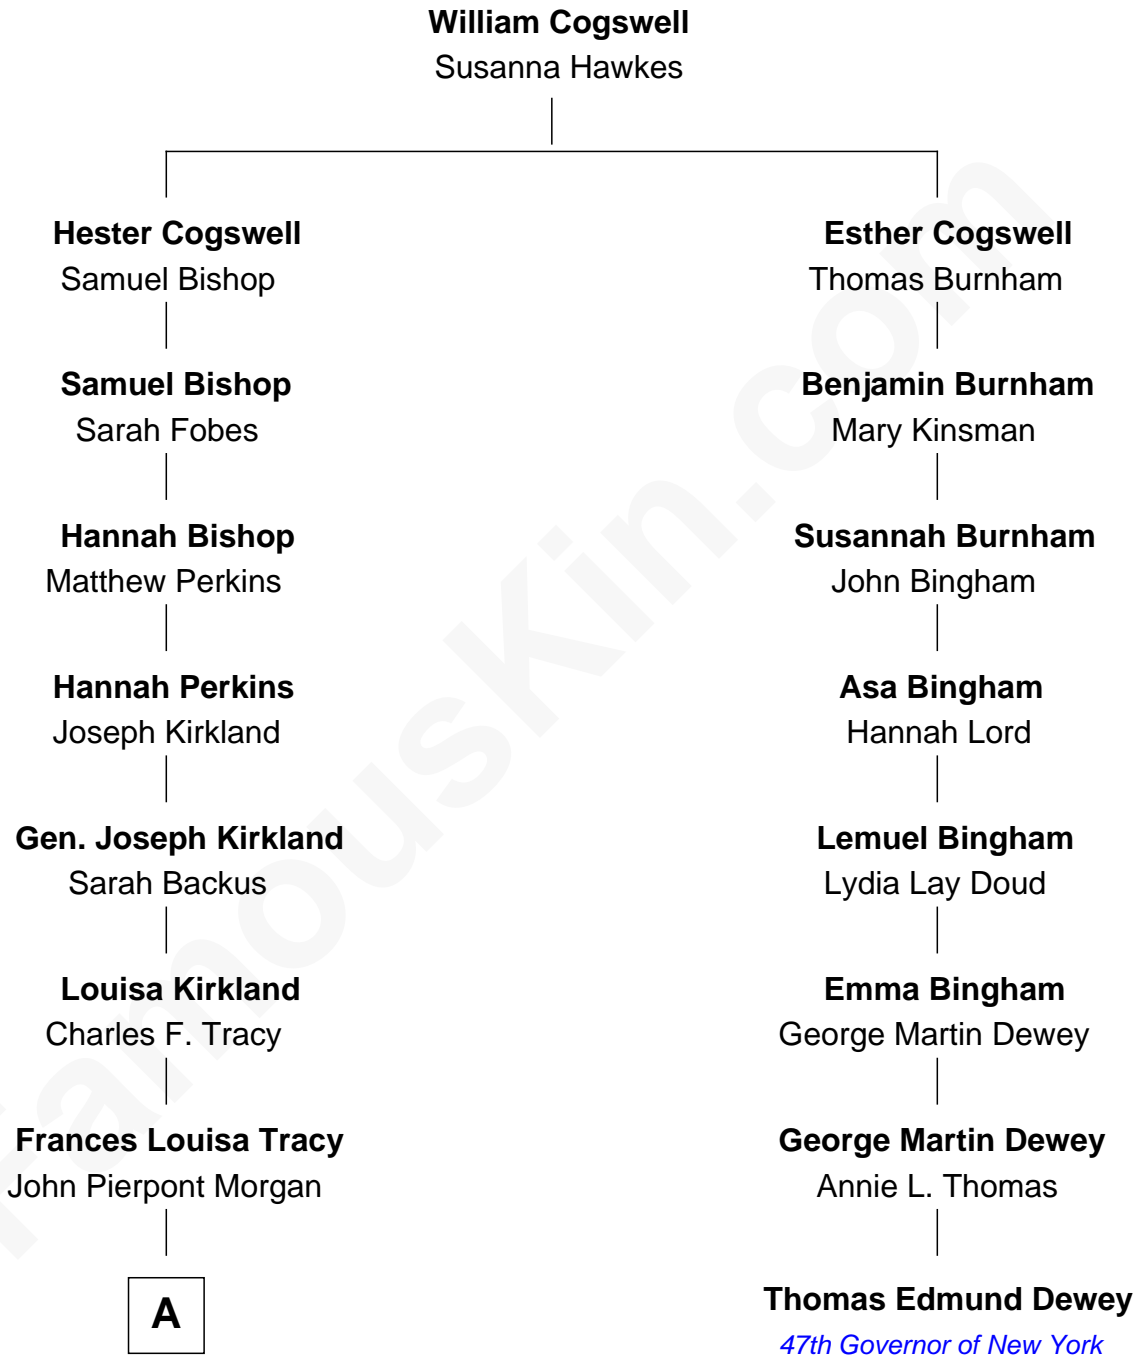 William Cogswell
Susanna Hawkes
Hester Cogswell
Samuel Bishop
Esther Cogswell
Thomas Burnham
Samuel Bishop
Sarah Fobes
Benjamin Burnham
Mary Kinsman
Hannah Bishop
Matthew Perkins
Susannah Burnham
John Bingham
Hannah Perkins
Joseph Kirkland
Asa Bingham
Hannah Lord
Gen. Joseph Kirkland
Sarah Backus
Lemuel Bingham
Lydia Lay Doud
Louisa Kirkland
Charles F. Tracy
Emma Bingham
George Martin Dewey
Frances Louisa Tracy
John Pierpont Morgan
George Martin Dewey
Annie L. Thomas
A
Thomas Edmund Dewey
47th Governor of New York
FamousKin.com